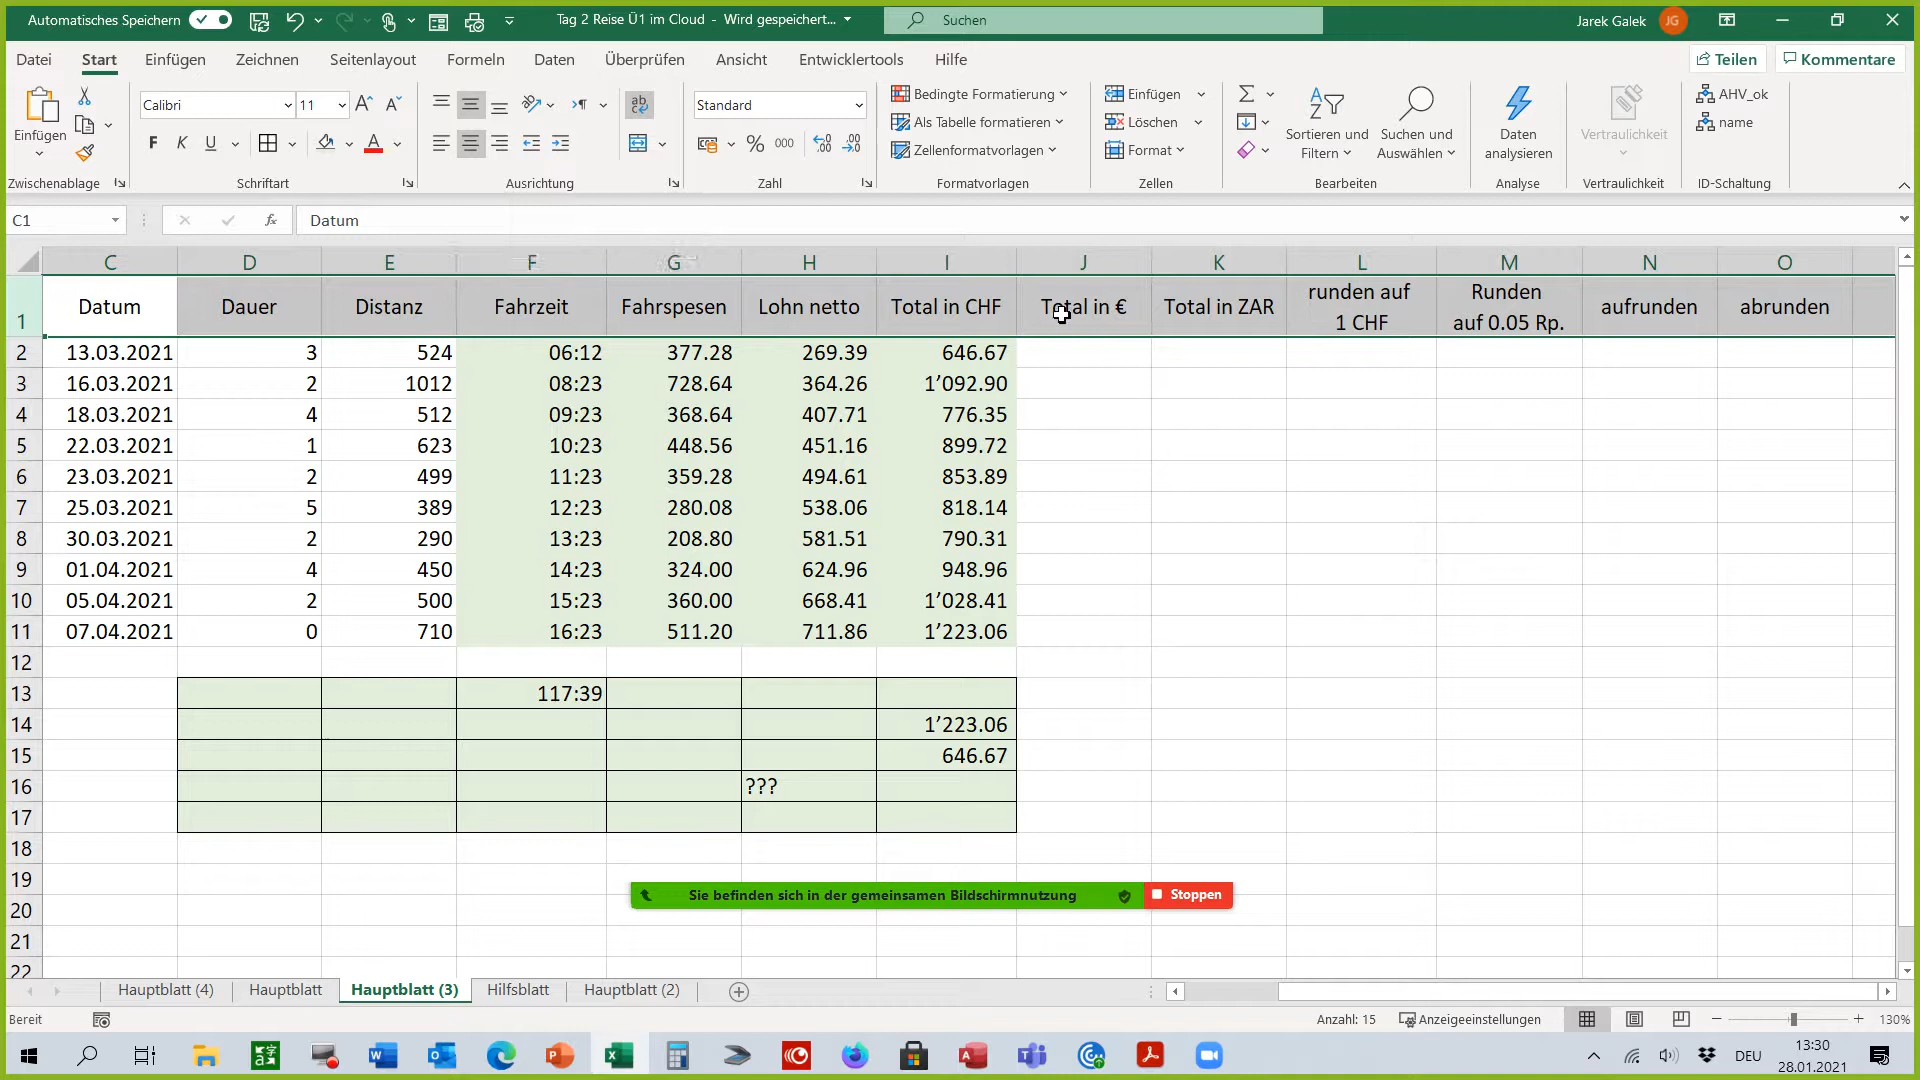 Automatisches Speichern
Tag 2 Reise Ü1 im Cloud - Wird gespeichert...
Suchen
Jarek Galek
JG
Datei Start Einfügen Zeichnen Seitenlayout Formeln Daten Überprüfen Ansicht Entwicklertools Hilfe
Teilen
Kommentare
Einfügen
Zwischenablage
Calibri 11
F K U
Schriftart
Ausrichtung
Standard
% 000
Zahl
Bedingte Formatierung
Als Tabelle formatieren
Zellenformatvorlagen
Formatvorlagen
Einfügen
Löschen
Format
Zellen
Sortieren und Filtern
Suchen und Auswählen
Bearbeiten
Daten analysieren
Analyse
Vertraulichkeit
Vertraulichkeit
AHV_ok
name
ID-Schaltung
C1 fx Datum
C D E F G H I J K L M N O
1 Datum Dauer Distanz Fahrzeit Fahrspesen Lohn netto Total in CHF Total in € Total in ZAR runden auf 1 CHF Runden auf 0.05 Rp. aufrunden abrunden
2 13.03.2021 3 524 06:12 377.28 269.39 646.67
3 16.03.2021 2 1012 08:23 728.64 364.26 1’092.90
4 18.03.2021 4 512 09:23 368.64 407.71 776.35
5 22.03.2021 1 623 10:23 448.56 451.16 899.72
6 23.03.2021 2 499 11:23 359.28 494.61 853.89
7 25.03.2021 5 389 12:23 280.08 538.06 818.14
8 30.03.2021 2 290 13:23 208.80 581.51 790.31
9 01.04.2021 4 450 14:23 324.00 624.96 948.96
10 05.04.2021 2 500 15:23 360.00 668.41 1’028.41
11 07.04.2021 0 710 16:23 511.20 711.86 1’223.06
12
13 117:39
14 1’223.06
15 646.67
16 ???
17
18
19
Sie befinden sich in der gemeinsamen Bildschirmnutzung Stoppen
20
21
22
Hauptblatt (4) Hauptblatt Hauptblatt (3) Hilfsblatt Hauptblatt (2)
Bereit
Anzahl: 15
Anzeigeeinstellungen
130%
DEU
13:30
28.01.2021